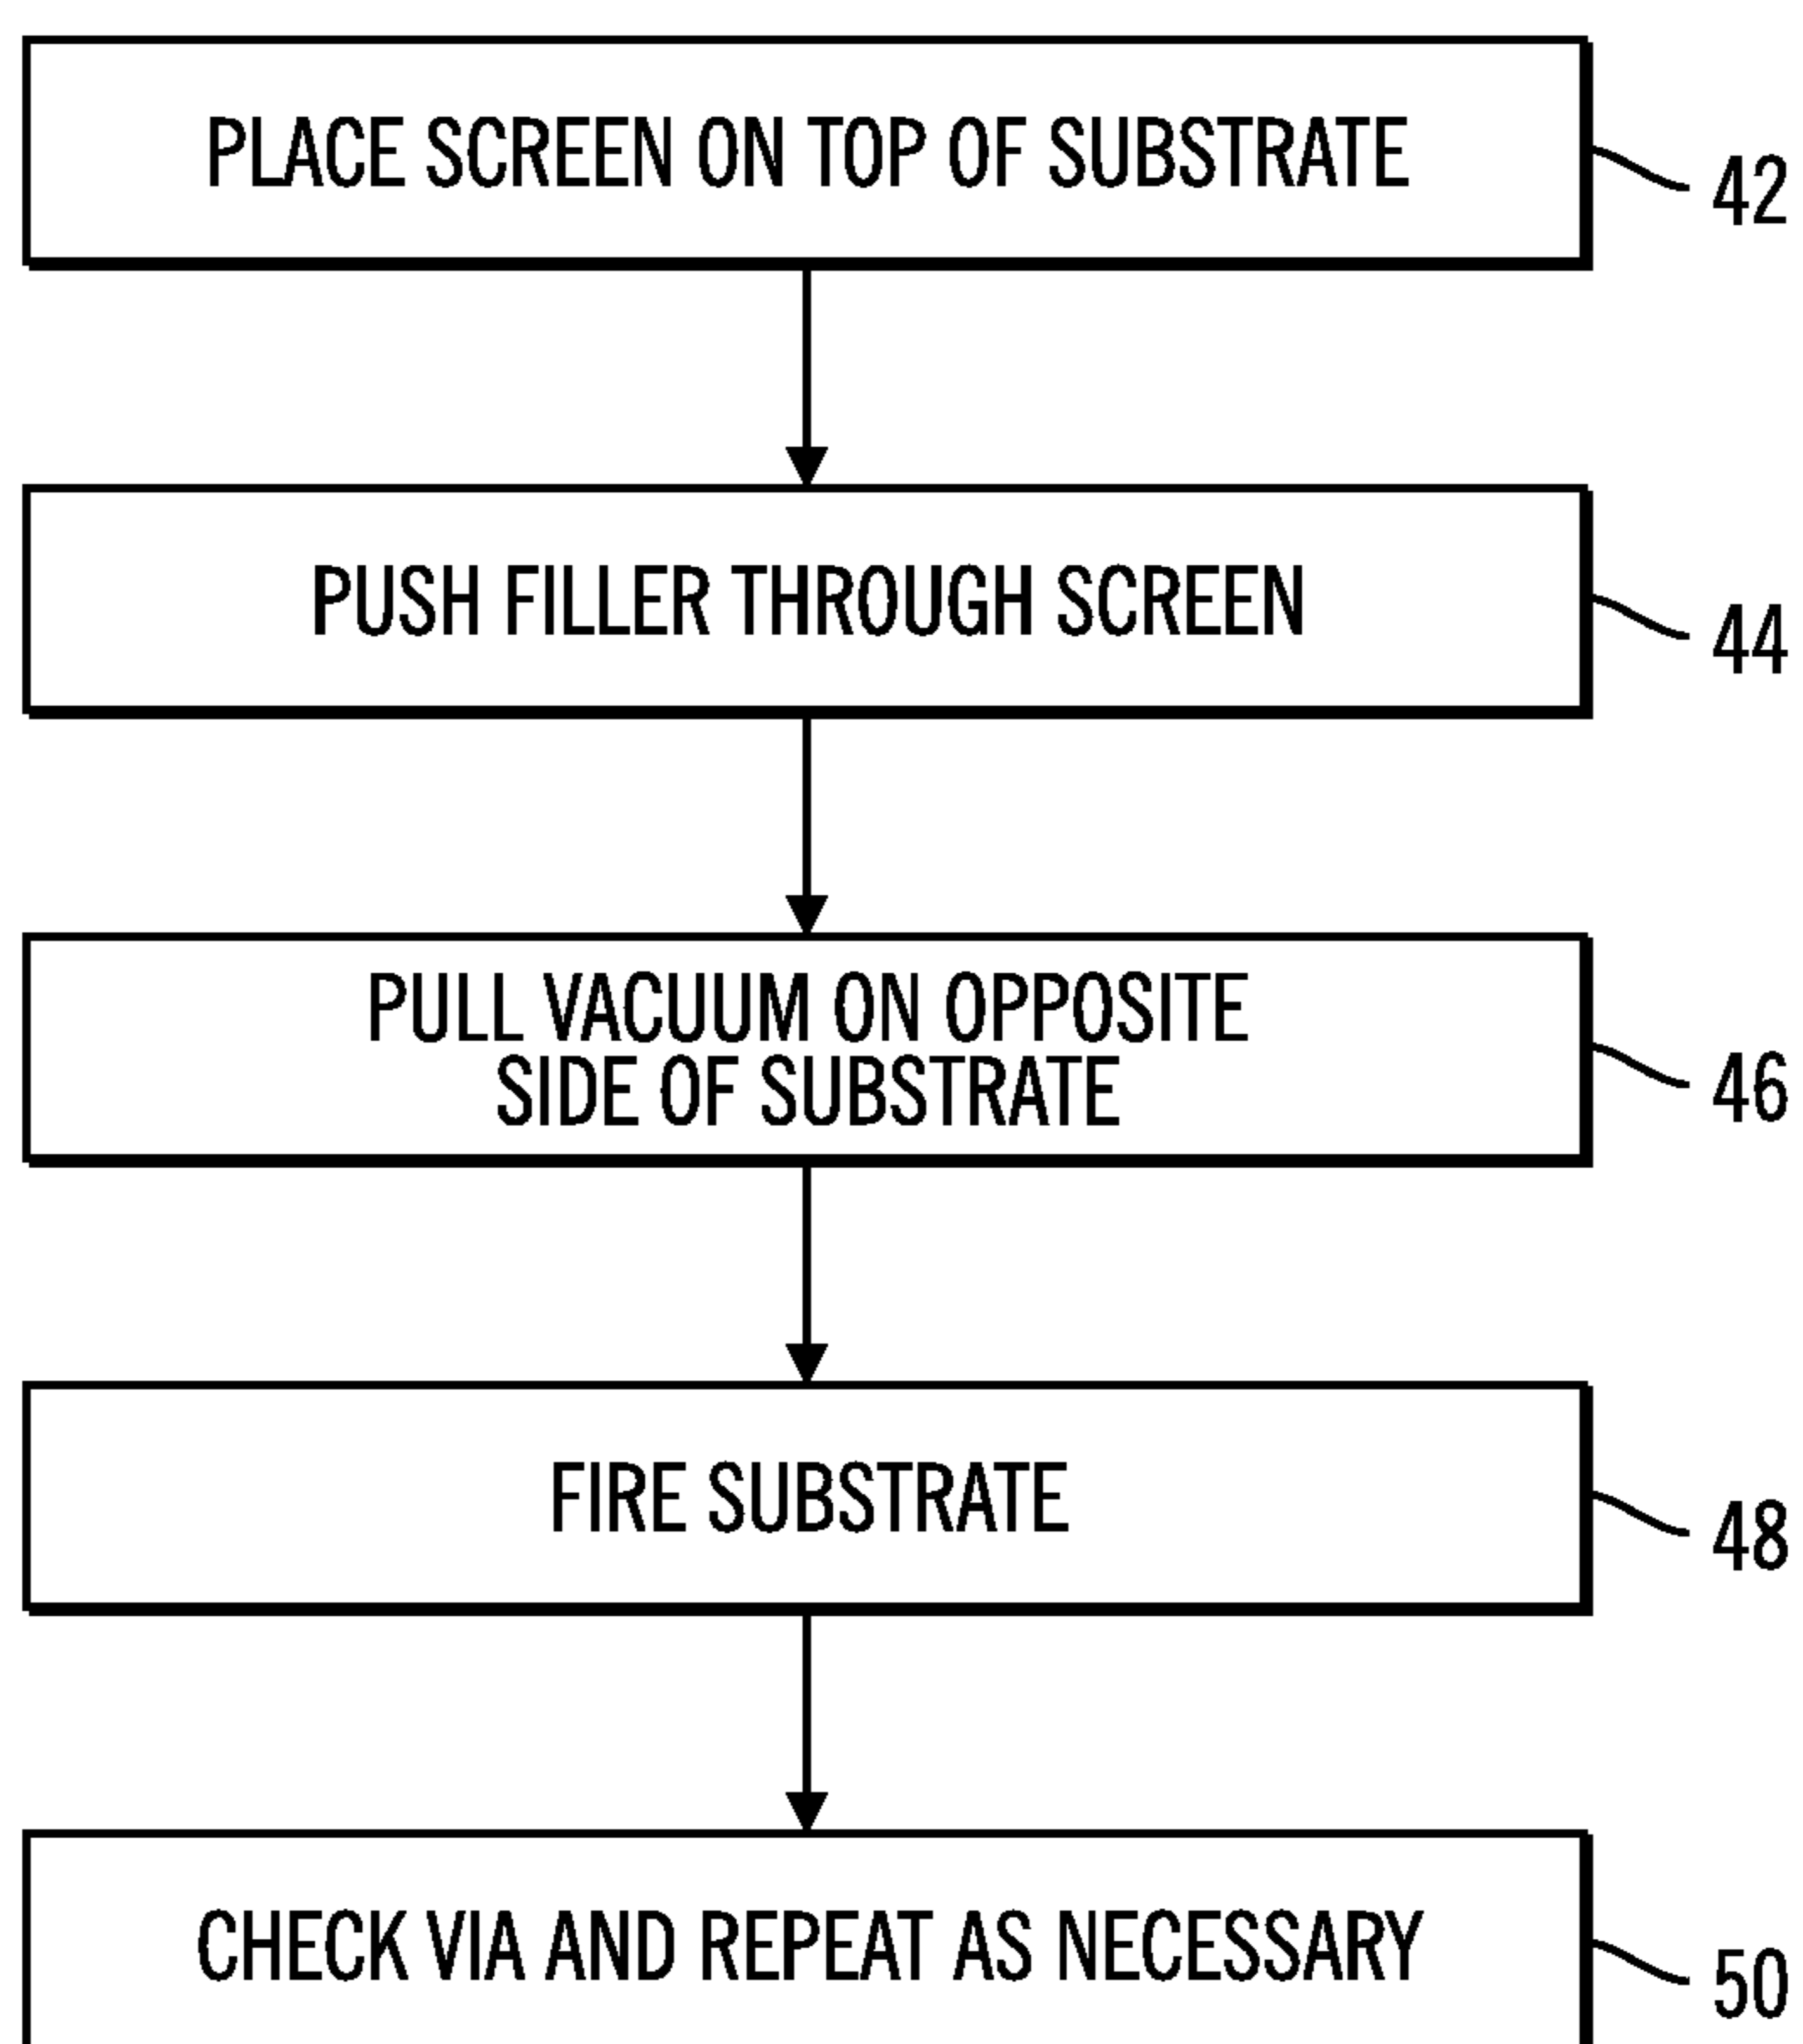 PLACE SCREEN ON TOP OF SUBSTRATE
42
PUSH FILLER THROUGH SCREEN
44
PULL VACUUM ON OPPOSITE
SIDE OF SUBSTRATE
46
FIRE SUBSTRATE
48
CHECK VIA AND REPEAT AS NECESSARY
50